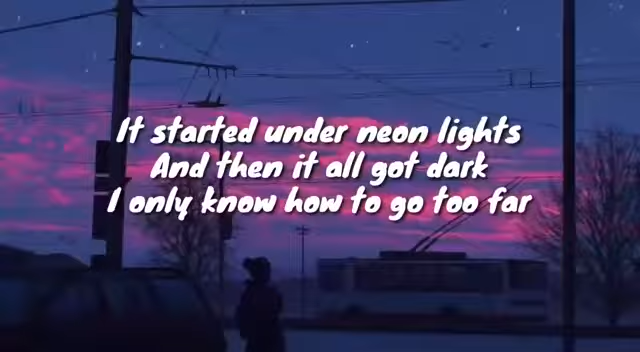 It started under neon lights
And then it all got dark
I only know how to go too far